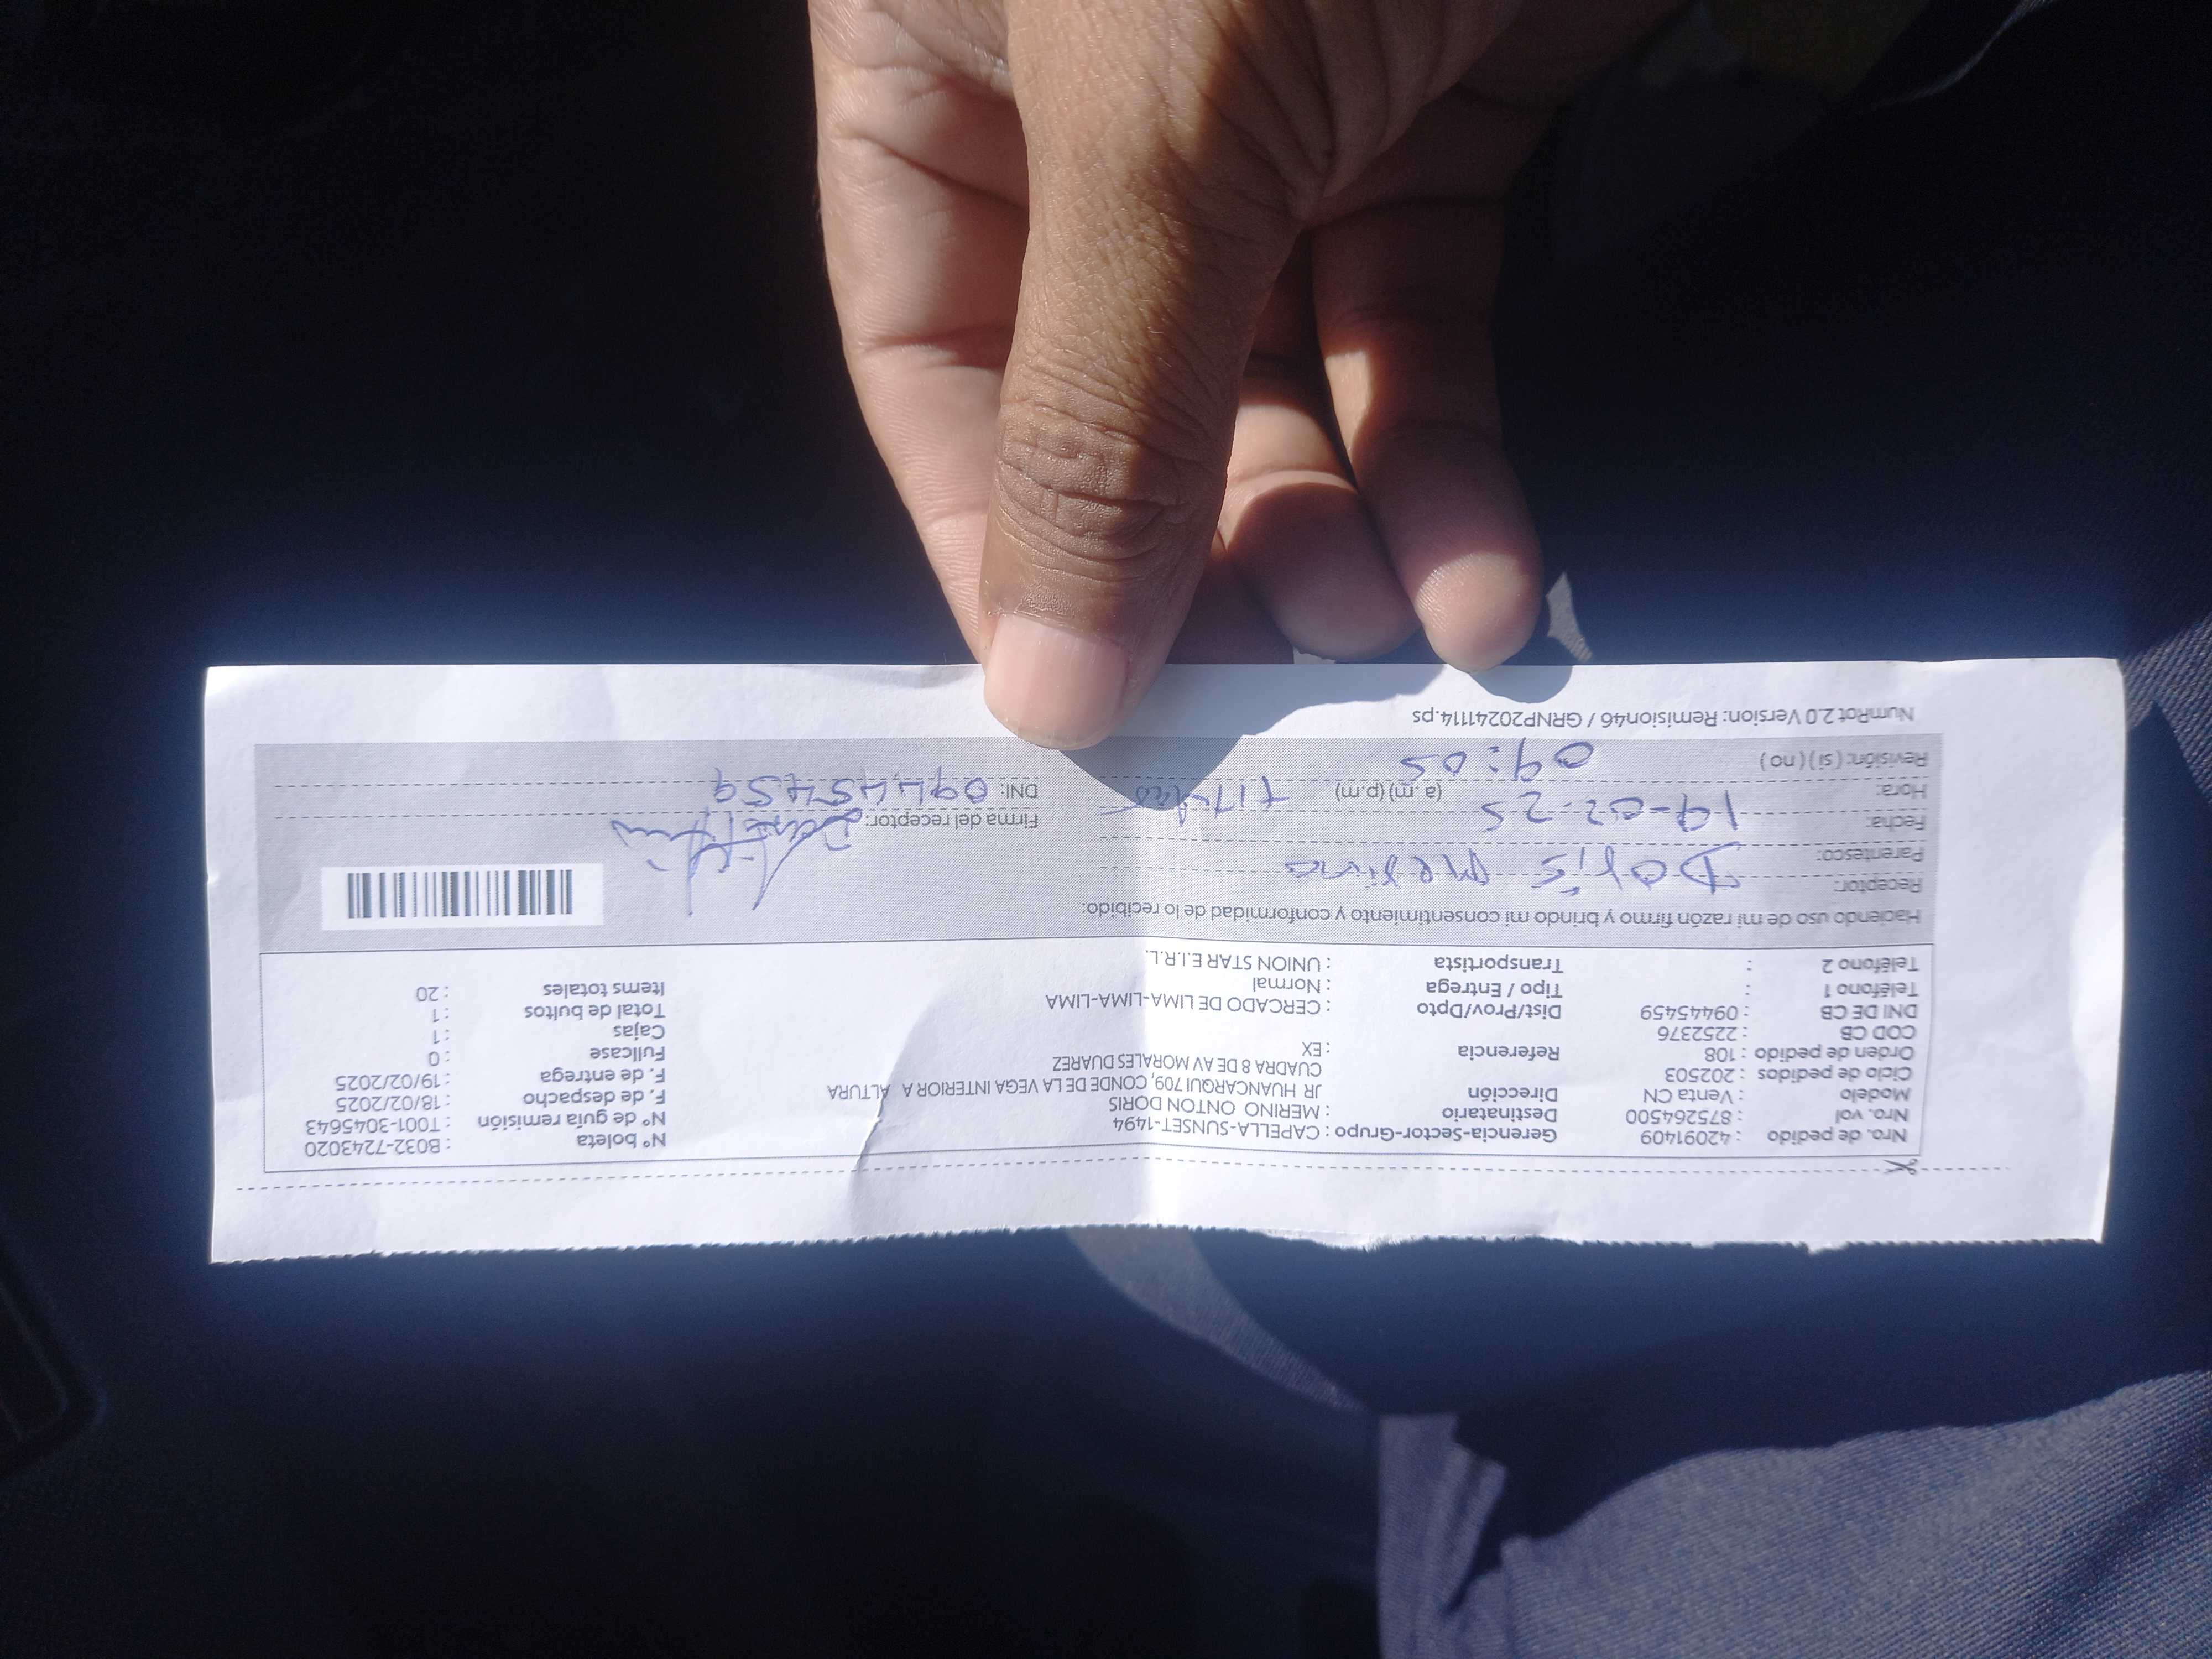 Nro. de pedido : 42091409 Gerencia-Sector-Grupo : CAPELLA-SUNSET-1494 N° boleta : B032-7243020
Nro. vol : 875264500 Destinatario : MERINO ONTON DORIS N° de guía remisión : T001-3045643
Modelo : Venta CN Dirección JR HUANCARQUI 709, CONDE DE LA VEGA INTERIOR A ALTURA F. de despacho : 18/02/2025
Ciclo de pedidos : 202503 CUADRA 8 DE AV MORALES DUAREZ F. de entrega : 19/02/2025
Orden de pedido : 108 Referencia : EX Fullcase : 0
COD CB : 2252376 Cajas : 1
DNI DE CB : 09445459 Dist/Prov/Dpto : CERCADO DE LIMA-LIMA-LIMA Total de bultos : 1
Teléfono 1 : Tipo / Entrega : Normal Items totales : 20
Teléfono 2 : Transportista : UNION STAR E.I.R.L.
Haciendo uso de mi razón firmo y brindo mi consentimiento y conformidad de lo recibido:
Receptor: Doris
Parentesco:
Fecha: 19-02-25 Firma del receptor:
Hora: (a.m) (p.m) DNI: 09445459
Revisión: ( si ) ( no ) 09:05
NumRot 2.0 Version: Remision46 / GRNP20241114.ps